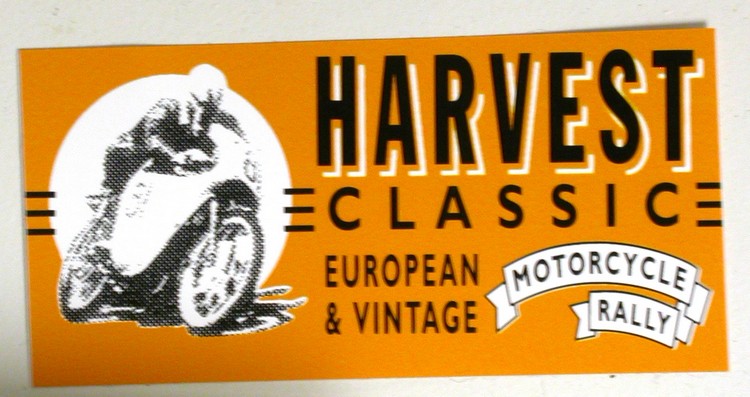 HARVEST
CLASSIC
EUROPEAN
& VINTAGE
MOTORCYCLE
RALLY